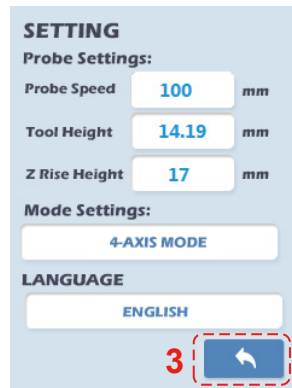 SETTING
Probe Settings:
Probe Speed 100 mm
Tool Height 14.19 mm
Z Rise Height 17 mm
Mode Settings:
4-AXIS MODE
LANGUAGE
ENGLISH
3